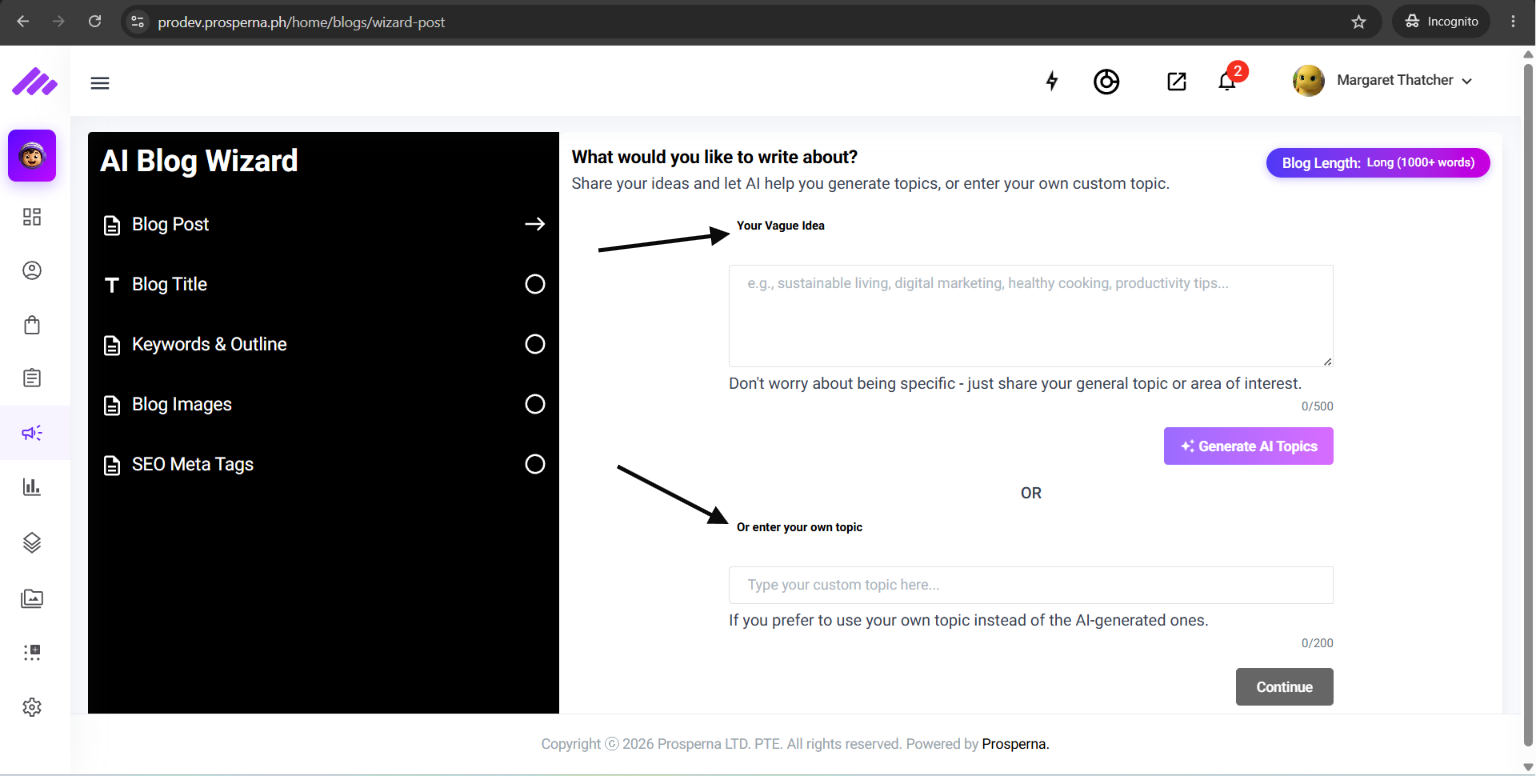 prodev.prosperna.ph/home/blogs/wizard-post
Incognito
2
Margaret Thatcher
AI Blog Wizard
Blog Post
Blog Title
Keywords & Outline
Blog Images
SEO Meta Tags
What would you like to write about?
Share your ideas and let AI help you generate topics, or enter your own custom topic.
Blog Length: Long (1000+ words)
Your Vague Idea
e.g., sustainable living, digital marketing, healthy cooking, productivity tips...
Don't worry about being specific - just share your general topic or area of interest.
0/500
Generate AI Topics
OR
Or enter your own topic
Type your custom topic here...
If you prefer to use your own topic instead of the AI-generated ones.
0/200
Continue
Copyright ⓒ 2026 Prosperna LTD. PTE. All rights reserved. Powered by Prosperna.